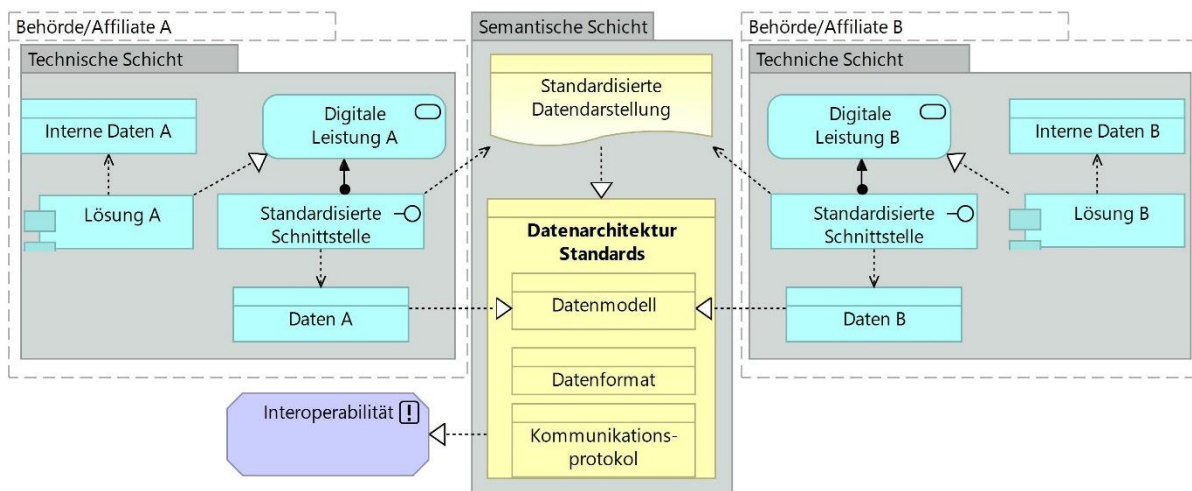 Behörde/Affiliate A
Technische Schicht
Interne Daten A
Digitale
Leistung A
Lösung A
Standardisierte
Schnittstelle
Daten A
Interoperabilität
Semantische Schicht
Standardisierte
Datendarstellung
Datenarchitektur
Standards
Datenmodell
Datenformat
Kommunikations-
protokol
Behörde/Affiliate B
Techniche Schicht
Digitale
Leistung B
Interne Daten B
Standardisierte
Schnittstelle
Lösung B
Daten B